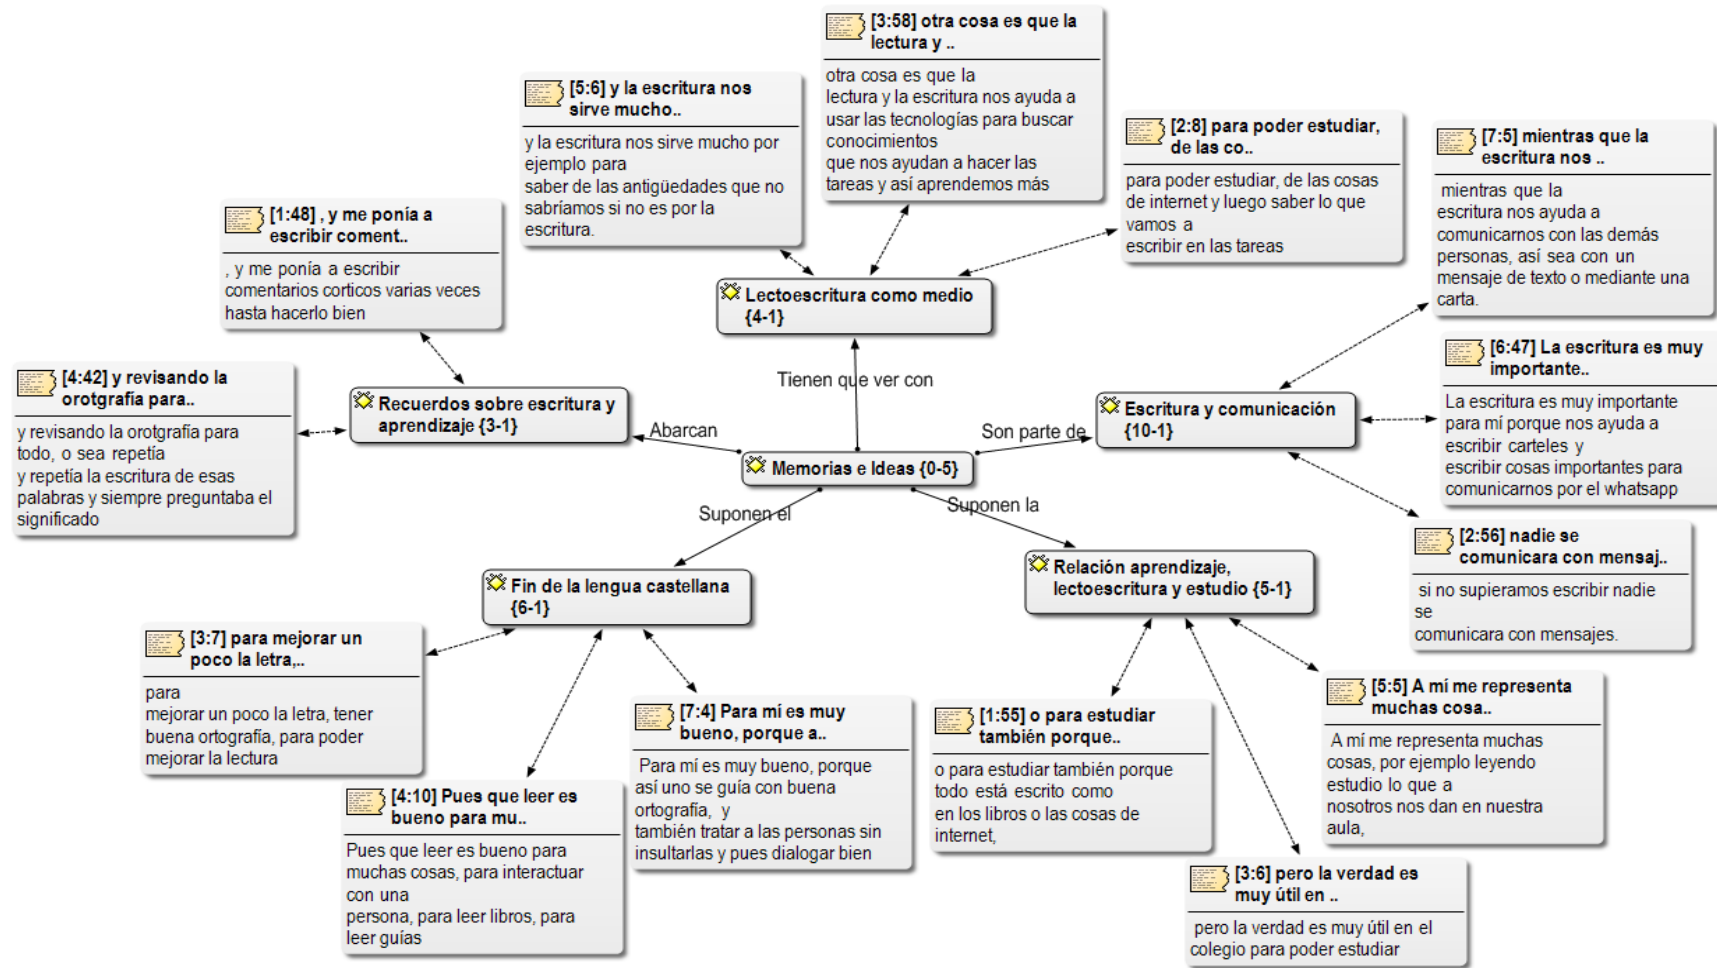 [3:58] otra cosa es que la
lectura y ..
otra cosa es que la
lectura y la escritura nos ayuda a
usar las tecnologías para buscar
conocimientos
que nos ayudan a hacer las
tareas y así aprendemos más
[5:6] y la escritura nos
sirve mucho..
y la escritura nos sirve mucho por
ejemplo para
saber de las antigüedades que no
sabríamos si no es por la
escritura.
[2:8] para poder estudiar,
de las co..
para poder estudiar, de las cosas
de internet y luego saber lo que
vamos a
escribir en las tareas
[7:5] mientras que la
escritura nos ..
mientras que la
escritura nos ayuda a
comunicarnos con las demás
personas, así sea con un
mensaje de texto o mediante una
carta.
[1:48] , y me ponía a
escribir coment..
, y me ponía a escribir
comentarios corticos varias veces
hasta hacerlo bien
Lectoescritura como medio
{4-1}
[4:42] y revisando la
orotgrafía para..
y revisando la orotgrafía para
todo, o sea repetía
y repetía la escritura de esas
palabras y siempre preguntaba el
significado
Tienen que ver con
[6:47] La escritura es muy
importante..
La escritura es muy importante
para mí porque nos ayuda a
escribir carteles y
escribir cosas importantes para
comunicarnos por el whatsapp
Recuerdos sobre escritura y
aprendizaje {3-1}
Abarcan
Son parte de
Escritura y comunicación
{10-1}
Memorias e Ideas {0-5}
Suponen el
Suponen la
[2:56] nadie se
comunicara con mensaj..
si no supieramos escribir nadie
se
comunicara con mensajes.
Fin de la lengua castellana
{6-1}
Relación aprendizaje,
lectoescritura y estudio {5-1}
[3:7] para mejorar un
poco la letra,..
para
mejorar un poco la letra, tener
buena ortografía, para poder
mejorar la lectura
[4:10] Pues que leer es
bueno para mu..
Pues que leer es bueno para
muchas cosas, para interactuar
con una
persona, para leer libros, para
leer guías
[7:4] Para mí es muy
bueno, porque a..
Para mí es muy bueno, porque
así uno se guía con buena
ortografía, y
también tratar a las personas sin
insultarlas y pues dialogar bien
[1:55] o para estudiar
también porque..
o para estudiar también porque
todo está escrito como
en los libros o las cosas de
internet,
[5:5] A mí me representa
muchas cosa..
A mí me representa muchas
cosas, por ejemplo leyendo
estudio lo que a
nosotros nos dan en nuestra
aula,
[3:6] pero la verdad es
muy útil en ..
pero la verdad es muy útil en el
colegio para poder estudiar